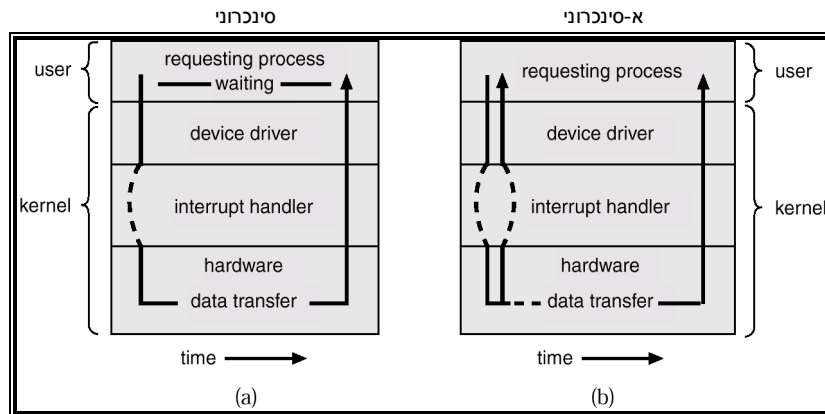 סינכרוני
user
requesting process
waiting
device driver
kernel
interrupt handler
hardware
data transfer
time
(a)
א-סינכרוני
requesting process
user
device driver
interrupt handler
kernel
hardware
data transfer
time
(b)